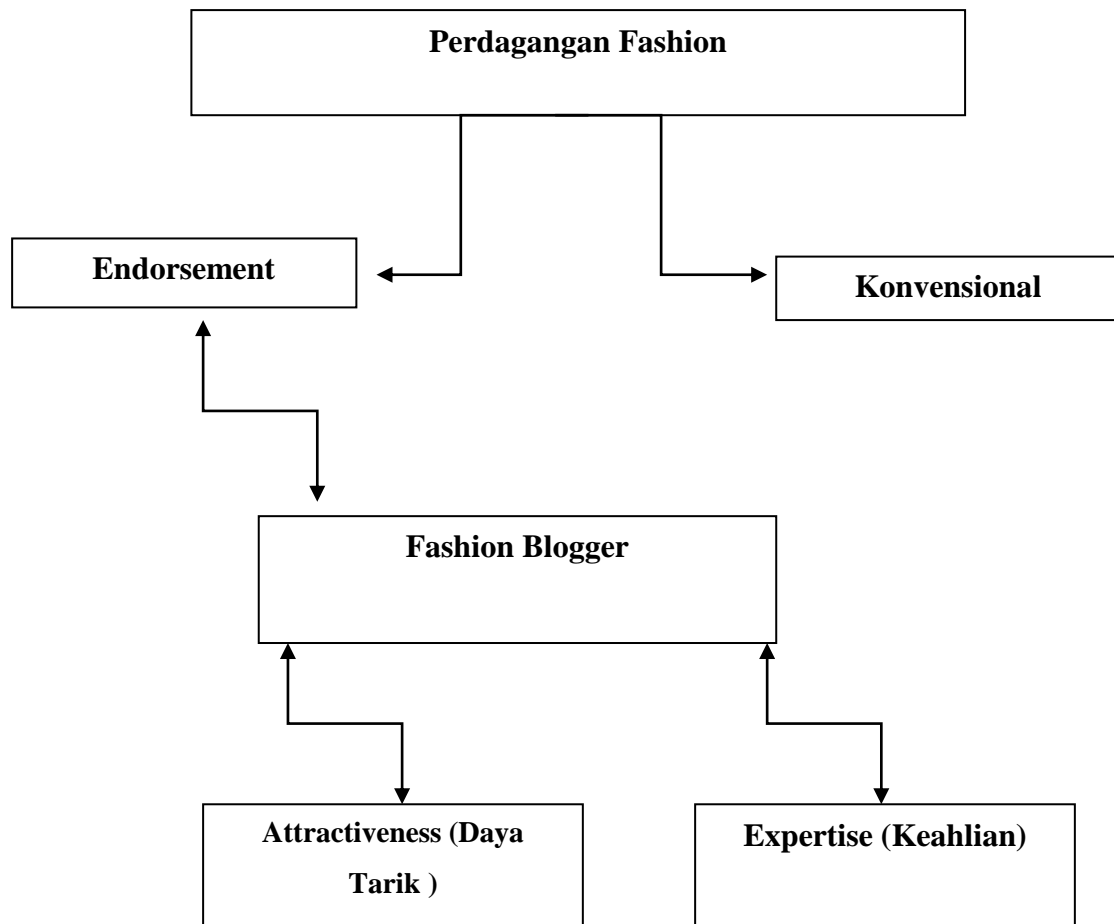 Perdagangan Fashion
Endorsement
Konvensional
Fashion Blogger
Attractiveness (Daya
Tarik )
Expertise (Keahlian)